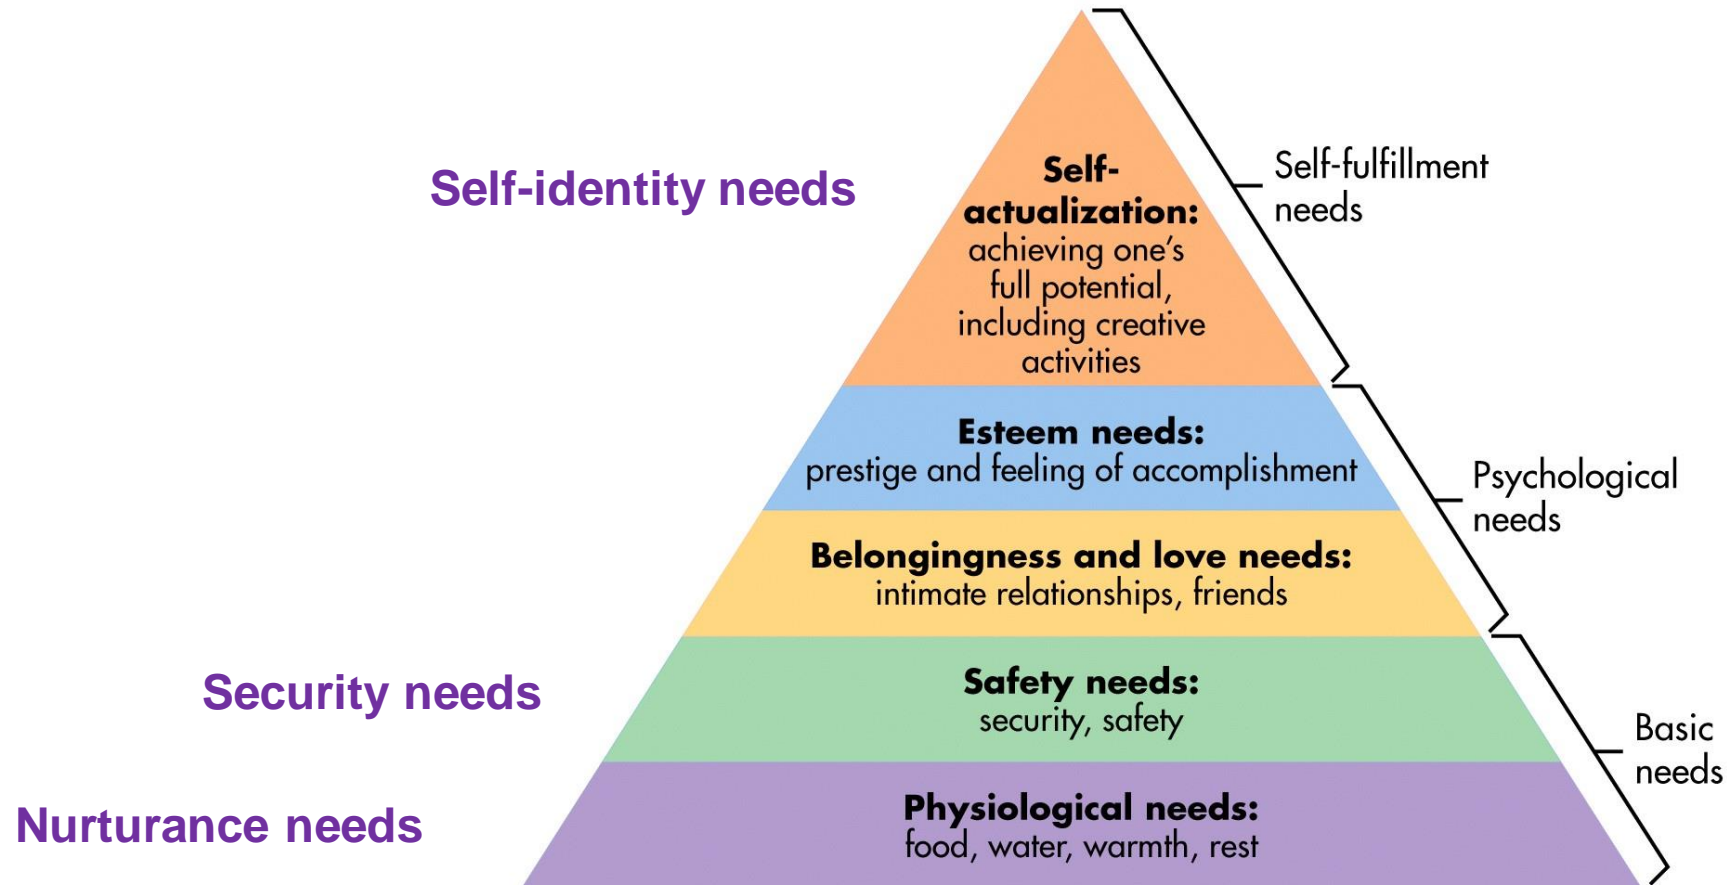 Self-identity needs
Self-
actualization:
achieving one's
full potential,
including creative
activities
Self-fulfillment
needs
Esteem needs:
prestige and feeling of accomplishment
Psychological
needs
Belongingness and love needs:
intimate relationships, friends
Security needs
Safety needs:
security, safety
Basic
needs
Nurturance needs
Physiological needs:
food, water, warmth, rest